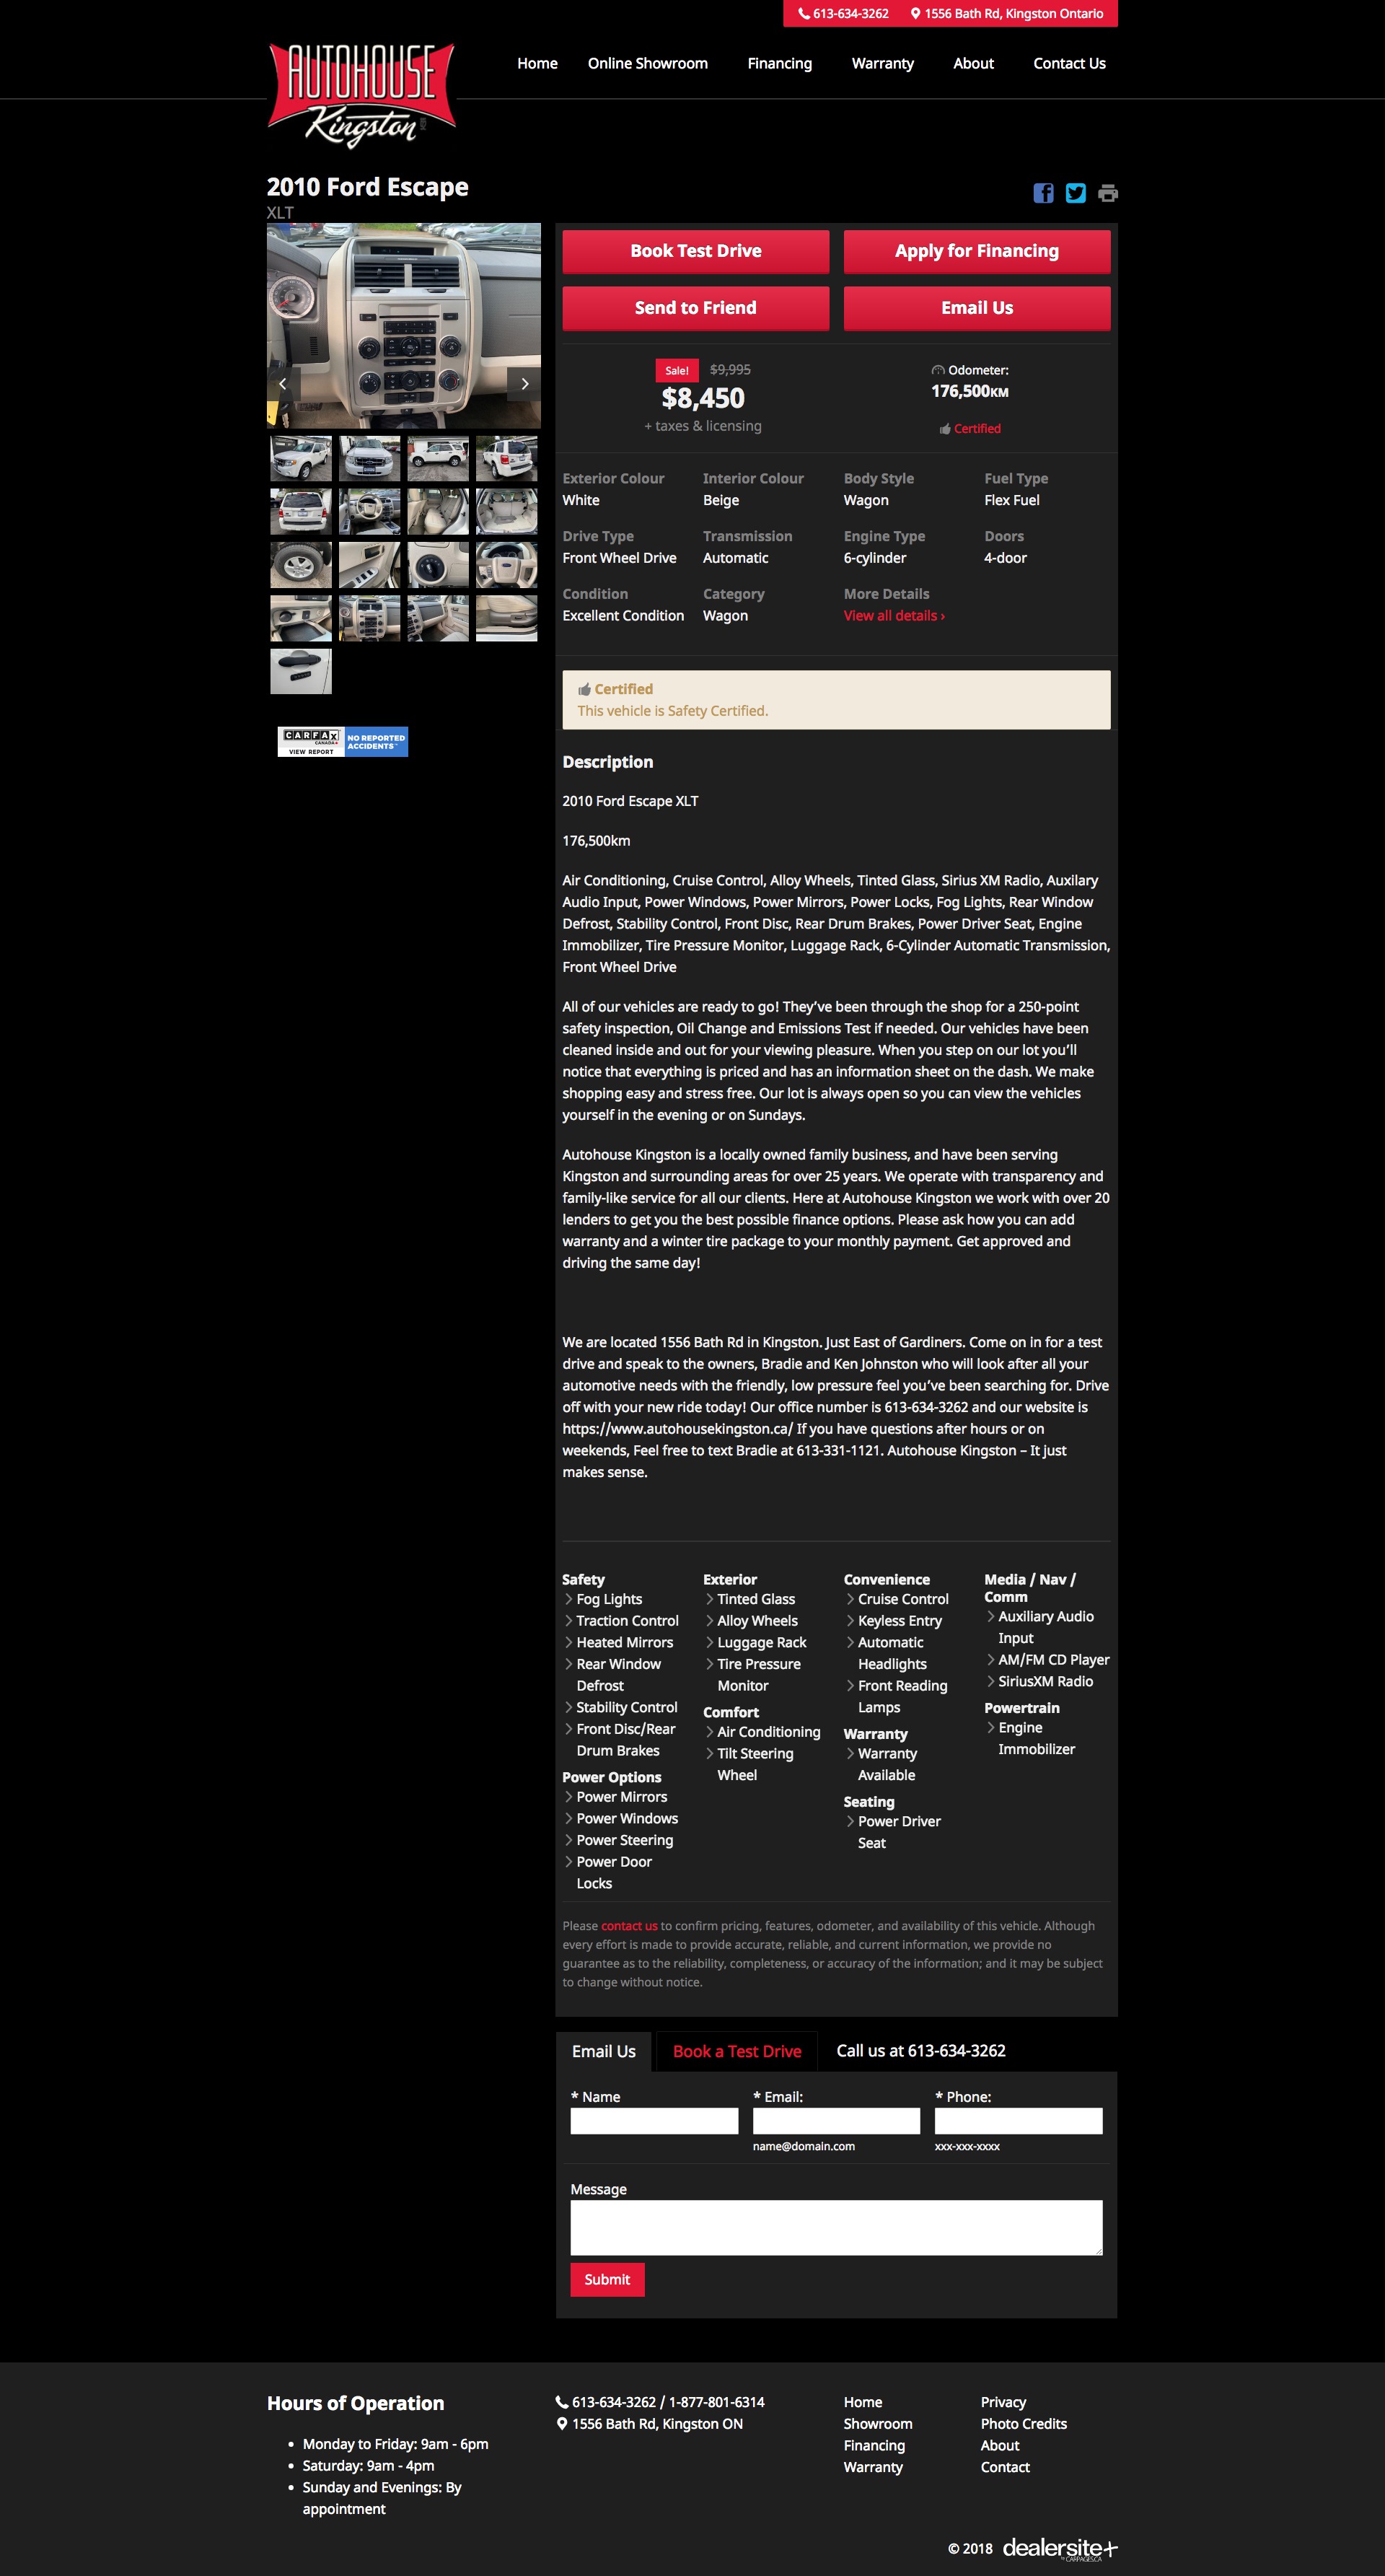 613-634-3262 1556 Bath Rd, Kingston Ontario
AUTOHOUSE
Kingston
Home Online Showroom Financing Warranty About Contact Us
2010 Ford Escape
XLT
Book Test Drive Apply for Financing
Send to Friend Email Us
Sale! $9,995
$8,450
+ taxes & licensing
Odometer:
176,500KM
Certified
Exterior Colour Interior Colour Body Style Fuel Type
White Beige Wagon Flex Fuel
Drive Type Transmission Engine Type Doors
Front Wheel Drive Automatic 6-cylinder 4-door
Condition Category More Details
Excellent Condition Wagon View all details ›
CARFAX
CANADA
VIEW REPORT
NO REPORTED
ACCIDENTS™
Certified
This vehicle is Safety Certified.
Description
2010 Ford Escape XLT
176,500km
Air Conditioning, Cruise Control, Alloy Wheels, Tinted Glass, Sirius XM Radio, Auxilary
Audio Input, Power Windows, Power Mirrors, Power Locks, Fog Lights, Rear Window
Defrost, Stability Control, Front Disc, Rear Drum Brakes, Power Driver Seat, Engine
Immobilizer, Tire Pressure Monitor, Luggage Rack, 6-Cylinder Automatic Transmission,
Front Wheel Drive
All of our vehicles are ready to go! They’ve been through the shop for a 250-point
safety inspection, Oil Change and Emissions Test if needed. Our vehicles have been
cleaned inside and out for your viewing pleasure. When you step on our lot you’ll
notice that everything is priced and has an information sheet on the dash. We make
shopping easy and stress free. Our lot is always open so you can view the vehicles
yourself in the evening or on Sundays.
Autohouse Kingston is a locally owned family business, and have been serving
Kingston and surrounding areas for over 25 years. We operate with transparency and
family-like service for all our clients. Here at Autohouse Kingston we work with over 20
lenders to get you the best possible finance options. Please ask how you can add
warranty and a winter tire package to your monthly payment. Get approved and
driving the same day!
We are located 1556 Bath Rd in Kingston. Just East of Gardiners. Come on in for a test
drive and speak to the owners, Bradie and Ken Johnston who will look after all your
automotive needs with the friendly, low pressure feel you’ve been searching for. Drive
off with your new ride today! Our office number is 613-634-3262 and our website is
https://www.autohousekingston.ca/ If you have questions after hours or on
weekends, Feel free to text Bradie at 613-331-1121. Autohouse Kingston – It just
makes sense.
Safety
Fog Lights
Traction Control
Heated Mirrors
Rear Window
Defrost
Stability Control
Front Disc/Rear
Drum Brakes
Power Options
Power Mirrors
Power Windows
Power Steering
Power Door
Locks
Exterior
Tinted Glass
Alloy Wheels
Luggage Rack
Tire Pressure
Monitor
Comfort
Air Conditioning
Tilt Steering
Wheel
Convenience
Cruise Control
Keyless Entry
Automatic
Headlights
Front Reading
Lamps
Warranty
Warranty
Available
Seating
Power Driver
Seat
Media / Nav /
Comm
Auxiliary Audio
Input
AM/FM CD Player
SiriusXM Radio
Powertrain
Engine
Immobilizer
Please contact us to confirm pricing, features, odometer, and availability of this vehicle. Although
every effort is made to provide accurate, reliable, and current information, we provide no
guarantee as to the reliability, completeness, or accuracy of the information; and it may be subject
to change without notice.
Email Us Book a Test Drive Call us at 613-634-3262
* Name * Email: * Phone:
name@domain.com xxx-xxx-xxxx
Message
Submit
Hours of Operation
Monday to Friday: 9am - 6pm
Saturday: 9am - 4pm
Sunday and Evenings: By
appointment
613-634-3262 / 1-877-801-6314
1556 Bath Rd, Kingston ON
Home
Showroom
Financing
Warranty
Privacy
Photo Credits
About
Contact
© 2018 dealersite+
by CARPAGES.CA